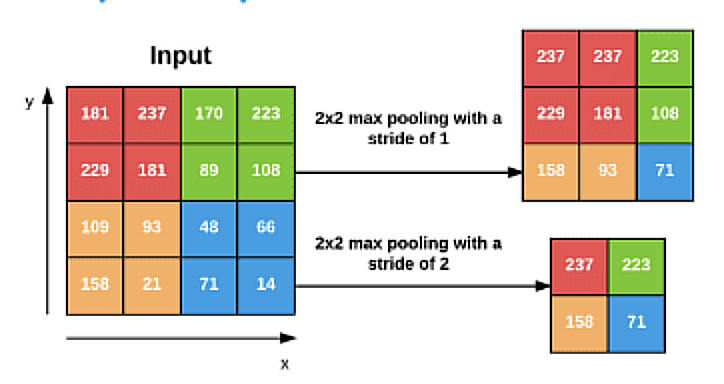 Input
y
181 237 170 223
229 181 89 108
109 93 48 66
158 21 71 14
x
2x2 max pooling with a
stride of 1
237 237 223
229 181 108
158 93 71
2x2 max pooling with a
stride of 2
237 223
158 71